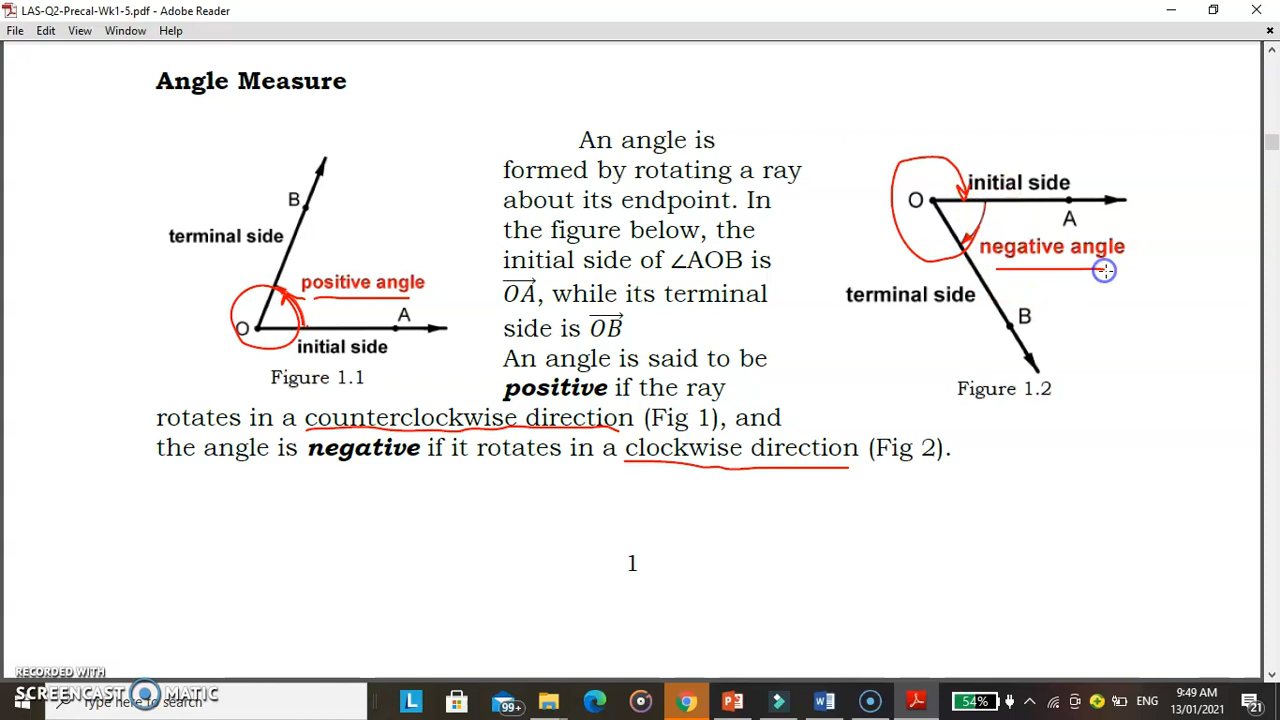 LAS-Q2-Precal-Wk1-5.pdf - Adobe Reader
File Edit View Window Help
Angle Measure
B
terminal side
positive angle
O
A
initial side
Figure 1.1
An angle is
formed by rotating a ray
about its endpoint. In
the figure below, the
initial side of ∠AOB is
OA, while its terminal
side is OB
An angle is said to be
positive if the ray
rotates in a counterclockwise direction (Fig 1), and
the angle is negative if it rotates in a clockwise direction (Fig 2).
O
initial side
A
negative angle
terminal side
B
Figure 1.2
1
RECORDED WITH
SCREENCAST MATIC
Type here to search
L
99+
54%
ENG
9:49 AM
13/01/2021
21